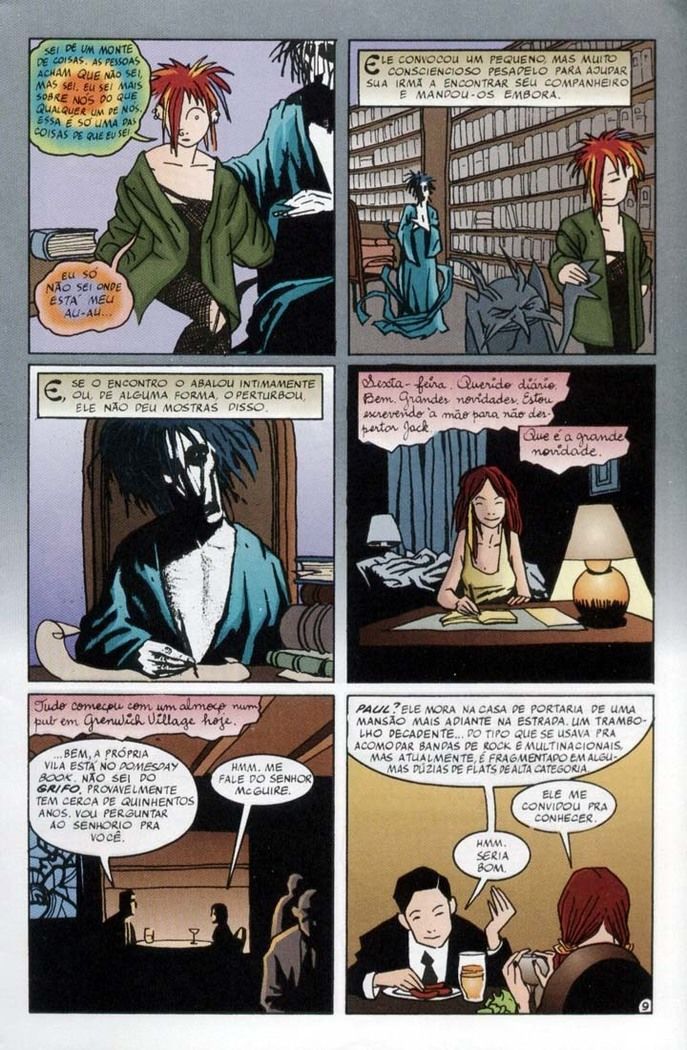 SEI DE UM MONTE
DE COISAS. AS PESSOAS
ACHAM QUE NÃO SEI,
MAS SEI. EU SEI MAIS
SOBRE NÓS DO QUE
QUALQUER UM DE NÓS.
ESSA É SÓ UMA DAS
COISAS DE QUE EU SEI.
EU SÓ
NÃO SEI ONDE
ESTÁ MEU
AU-AU...
ELE CONVOCOU UM PEQUENO, MAS MUITO
CONSCIENCIOSO PESADELO PARA AJUDAR
SUA IRMÃ A ENCONTRAR SEU COMPANHEIRO
E MANDOU-OS EMBORA.
E, SE O ENCONTRO O ABALOU INTIMAMENTE
OU, DE ALGUMA FORMA, O PERTURBOU,
ELE NÃO DEU MOSTRAS DISSO.
Sexta-feira. Querido diário,
Bem. Grandes novidades. Estou
escrevendo à mão para não des-
pertar Jack.
Que é a grande
novidade.
Tudo começou com um almoço num
pub em Grenwich Village hoje.
...BEM, A PRÓPRIA
VILA ESTÁ NO DOMESDAY
BOOK. NÃO SEI DO
GRIFO, PROVAVELMENTE
TEM CERCA DE QUINHENTOS
ANOS. VOU PERGUNTAR
AO SENHORIO PRA
VOCÊ.
HMM. ME
FALE DO SENHOR
McGUIRE.
PAUL? ELE MORA NA CASA DE PORTARIA DE UMA
MANSÃO MAIS ADIANTE NA ESTRADA. UM TRAMBO-
LHO DECADENTE... DO TIPO QUE SE USAVA PRA
ACOMODAR BANDAS DE ROCK E MULTINACIONAIS,
MAS ATUALMENTE, É FRAGMENTADO EM ALGU-
MAS DÚZIAS DE FLATS DE ALTA CATEGORIA.
ELE ME
CONVIDOU PRA
CONHECER.
HMM.
SERIA
BOM.
9